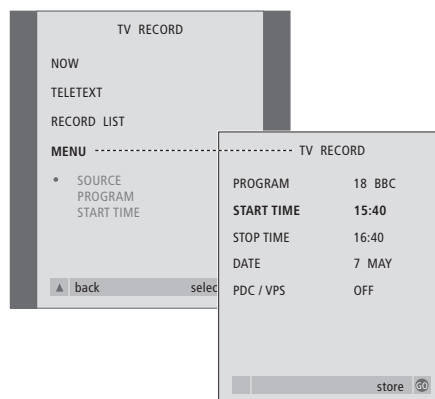 TV RECORD
NOW
TELETEXT
RECORD LIST
MENU
SOURCE
PROGRAM
START TIME
back selec
TV RECORD
PROGRAM 18 BBC
START TIME 15:40
STOP TIME 16:40
DATE 7 MAY
PDC / VPS OFF
store GO